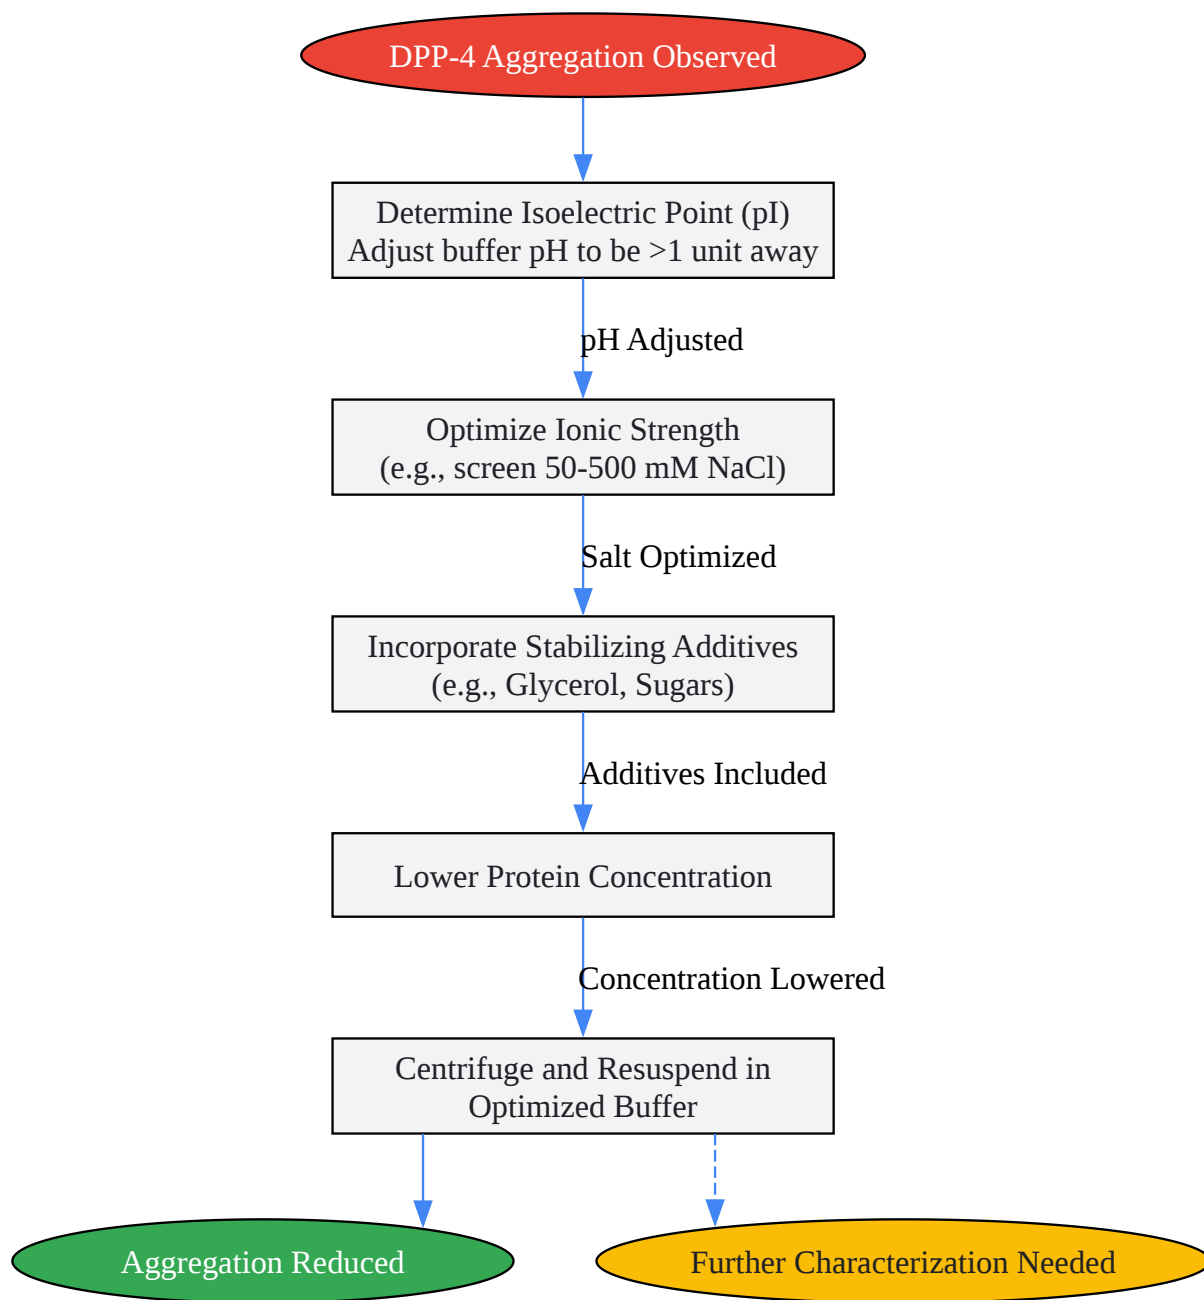 DPP-4 Aggregation Observed
Determine Isoelectric Point (pI)
Adjust buffer pH to be >1 unit away
pH Adjusted
Optimize Ionic Strength
(e.g., screen 50-500 mM NaCl)
Salt Optimized
Incorporate Stabilizing Additives
(e.g., Glycerol, Sugars)
Additives Included
Lower Protein Concentration
Concentration Lowered
Centrifuge and Resuspend in
Optimized Buffer
Aggregation Reduced
Further Characterization Needed